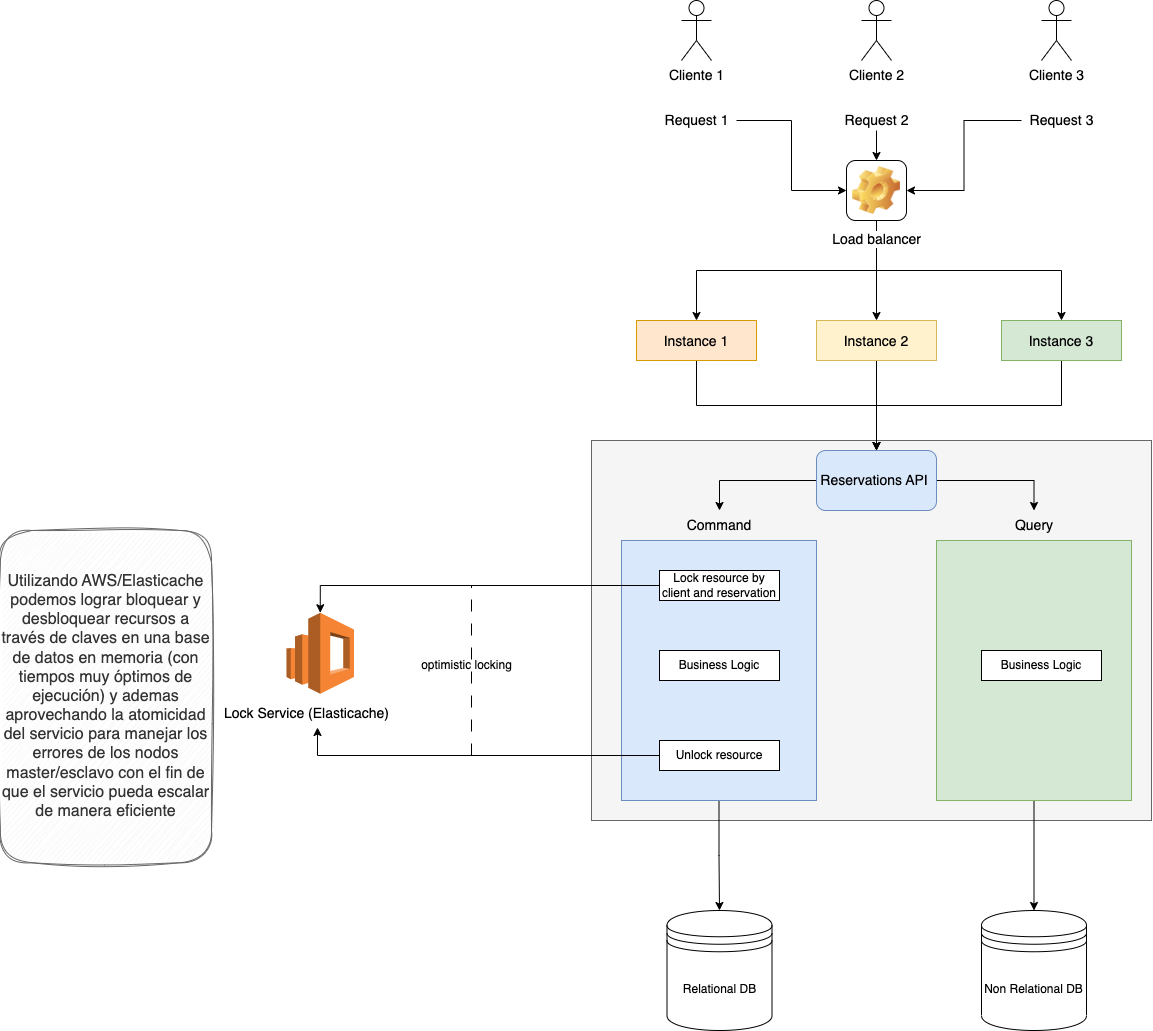 Cliente 1
Cliente 2
Cliente 3
Request 1
Request 2
Request 3
Load balancer
Instance 1
Instance 2
Instance 3
Reservations API
Command
Query
Lock resource by
client and reservation
Business Logic
Unlock resource
Business Logic
optimistic locking
Lock Service (Elasticache)
Utilizando AWS/Elasticache
podemos lograr bloquear y
desbloquear recursos a
través de claves en una base
de datos en memoria (con
tiempos muy óptimos de
ejecución) y ademas
aprovechando la atomicidad
del servicio para manejar los
errores de los nodos
master/esclavo con el fin de
que el servicio pueda escalar
de manera eficiente
Relational DB
Non Relational DB